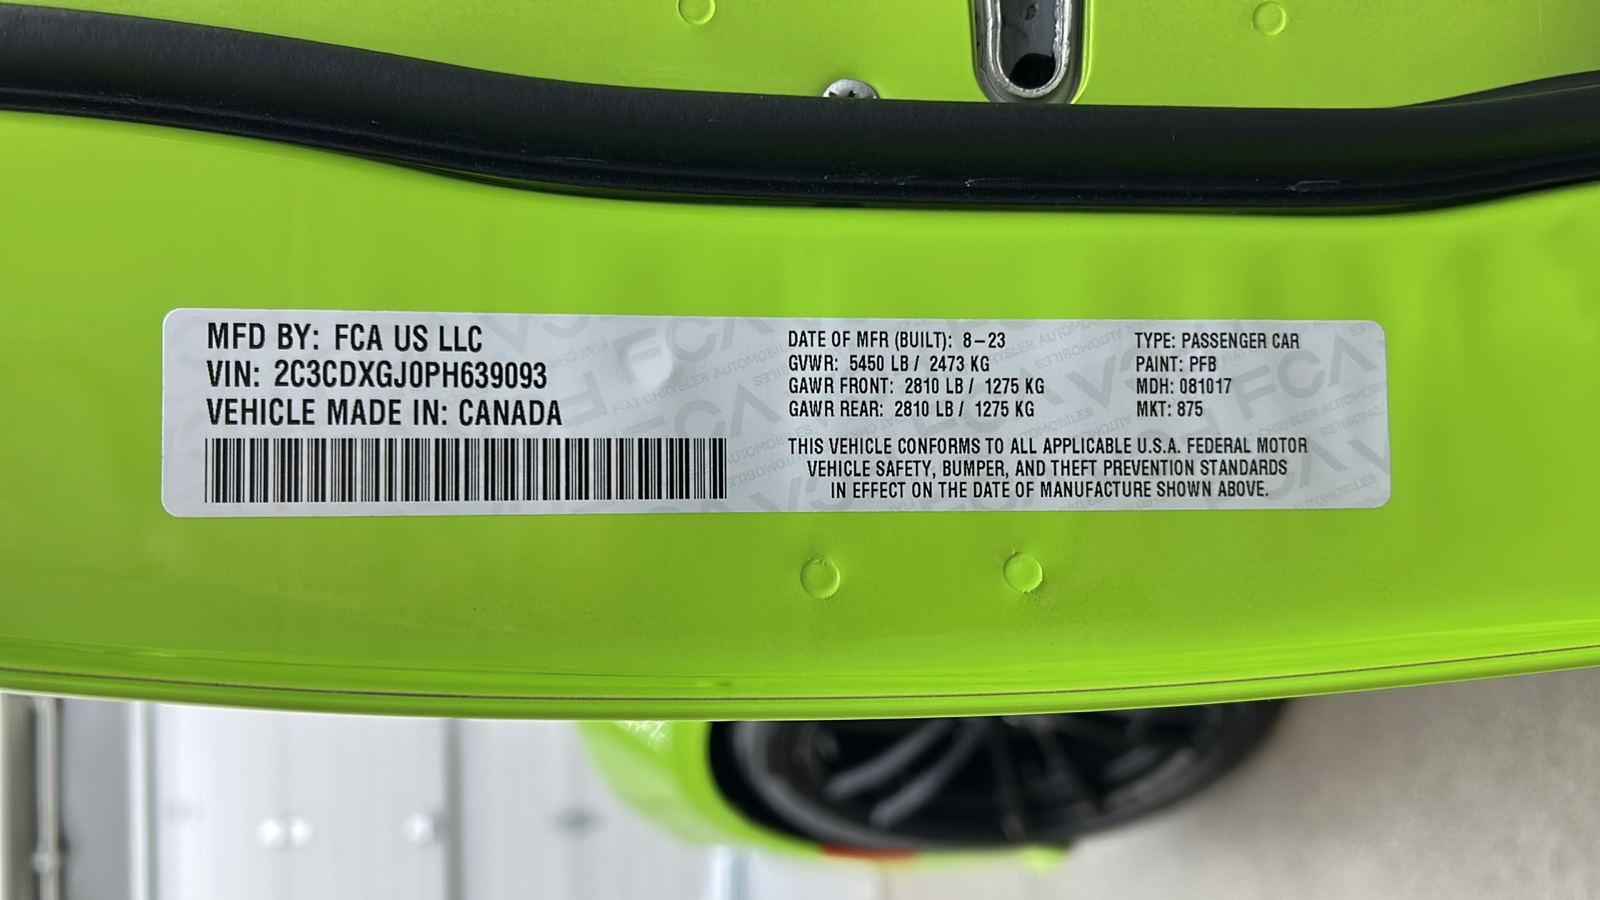 MFD BY: FCA US LLC
VIN: 2C3CDXGJ0PH639093
VEHICLE MADE IN: CANADA
DATE OF MFR (BUILT): 8-23
GVWR: 5450 LB / 2473 KG
GAWR FRONT: 2810 LB / 1275 KG
GAWR REAR: 2810 LB / 1275 KG
TYPE: PASSENGER CAR
PAINT: PFB
MDH: 081017
MKT: 875
THIS VEHICLE CONFORMS TO ALL APPLICABLE U.S.A. FEDERAL MOTOR
VEHICLE SAFETY, BUMPER, AND THEFT PREVENTION STANDARDS
IN EFFECT ON THE DATE OF MANUFACTURE SHOWN ABOVE.